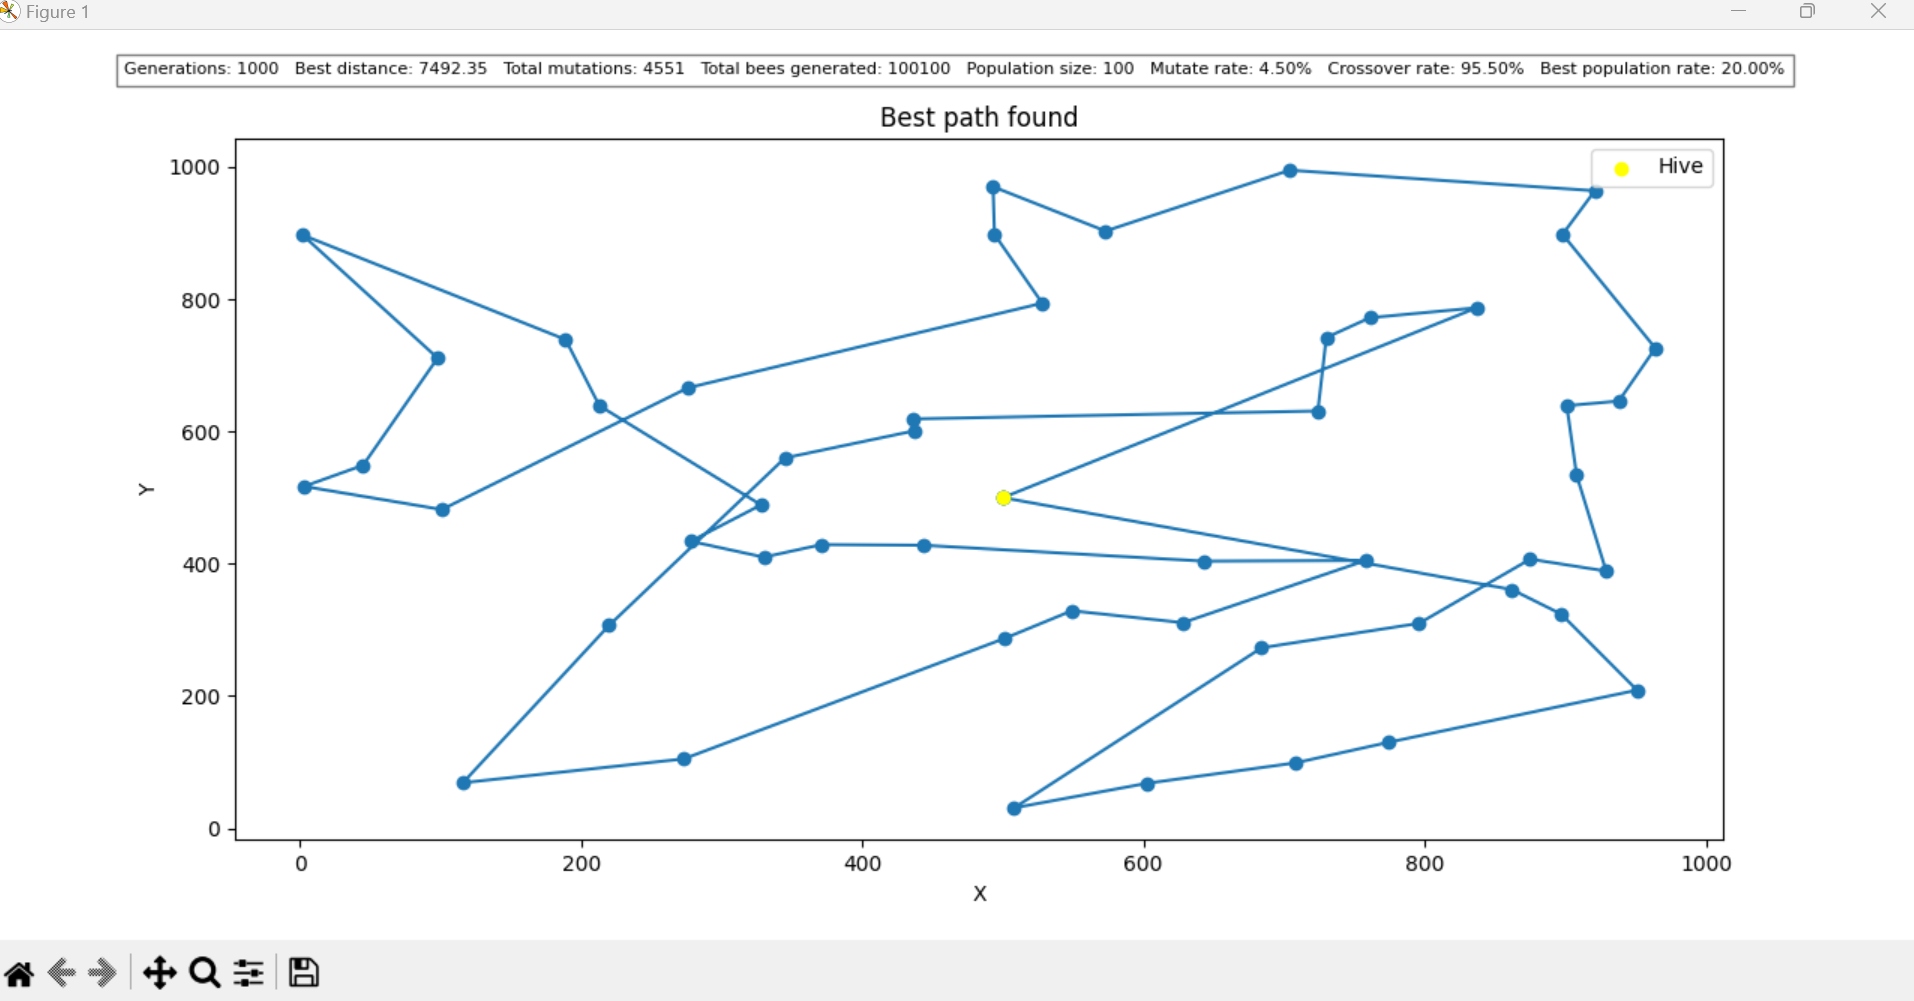 Figure 1
Generations: 1000 Best distance: 7492.35 Total mutations: 4551 Total bees generated: 100100 Population size: 100 Mutate rate: 4.50% Crossover rate: 95.50% Best population rate: 20.00%
Best path found
Hive
1000
800
600
400
200
0
Y
0 200 400 600 800 1000
X